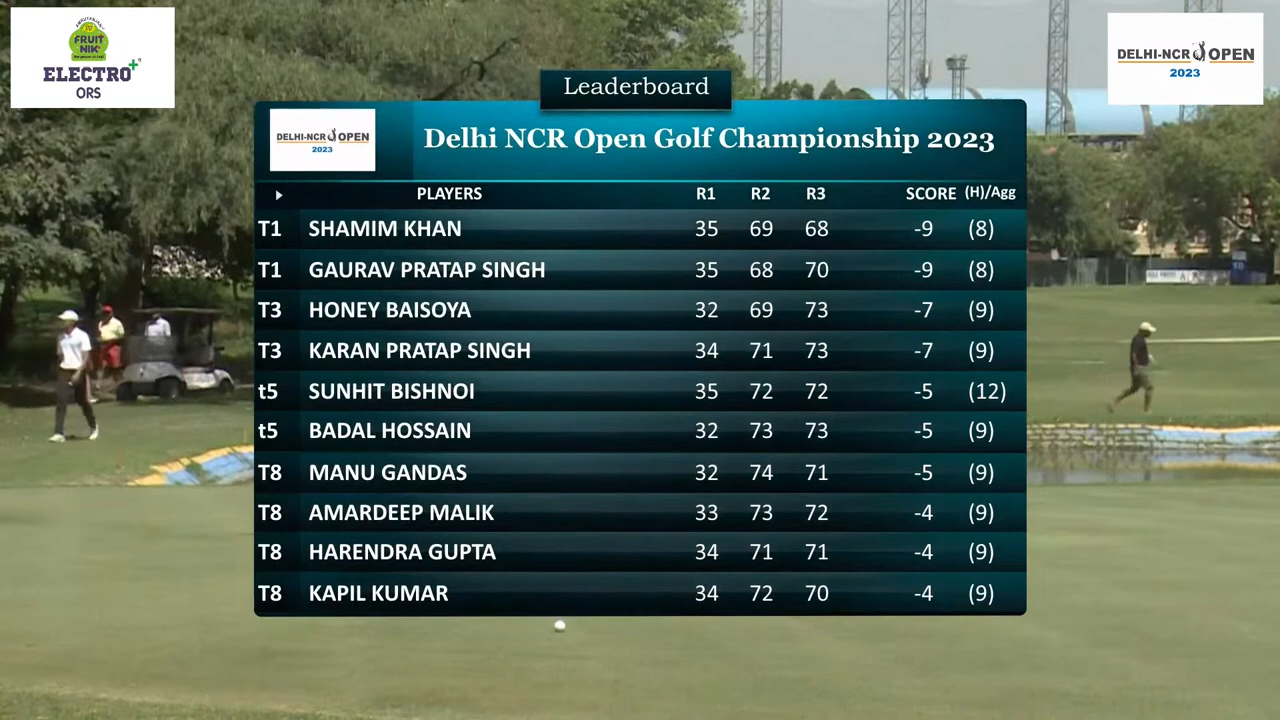 AMRUTANJAN
FRUIT
NIK
ELECTRO+
ORS
DELHI-NCR OPEN
2023
Leaderboard
DELHI-NCR OPEN
2023
Delhi NCR Open Golf Championship 2023
PLAYERS R1 R2 R3 SCORE (H)/Agg
T1 SHAMIM KHAN 35 69 68 -9 (8)
T1 GAURAV PRATAP SINGH 35 68 70 -9 (8)
T3 HONEY BAISOYA 32 69 73 -7 (9)
T3 KARAN PRATAP SINGH 34 71 73 -7 (9)
t5 SUNHIT BISHNOI 35 72 72 -5 (12)
t5 BADAL HOSSAIN 32 73 73 -5 (9)
T8 MANU GANDAS 32 74 71 -5 (9)
T8 AMARDEEP MALIK 33 73 72 -4 (9)
T8 HARENDRA GUPTA 34 71 71 -4 (9)
T8 KAPIL KUMAR 34 72 70 -4 (9)